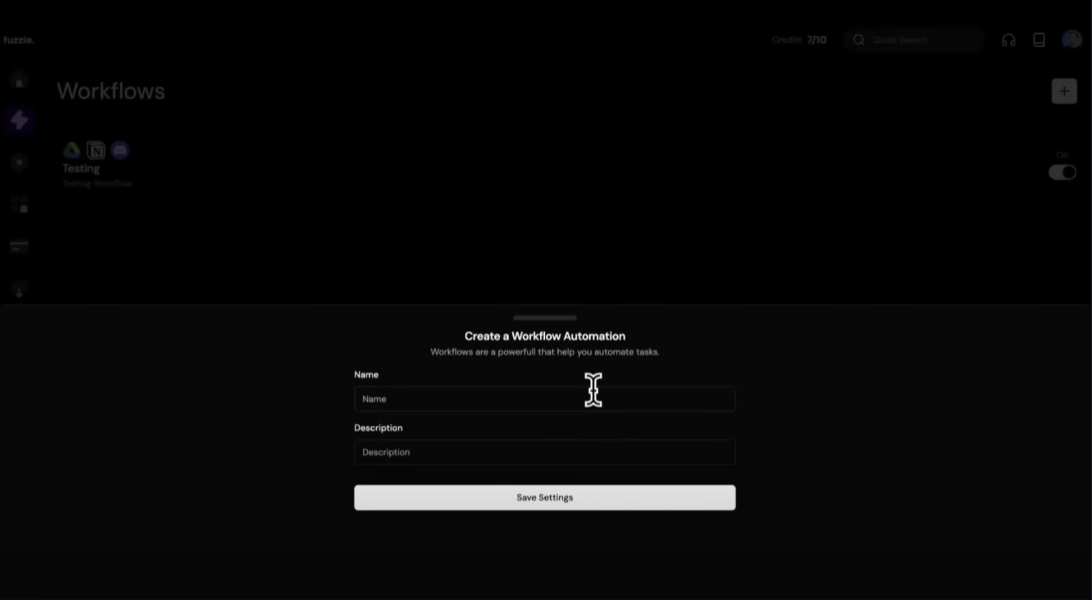 fuzzie.
Credits 7/10
Quick Search
Workflows
+
On
Testing
Testing Workflow
Create a Workflow Automation
Workflows are a powerfull that help you automate tasks.
Name
Name
Description
Description
Save Settings